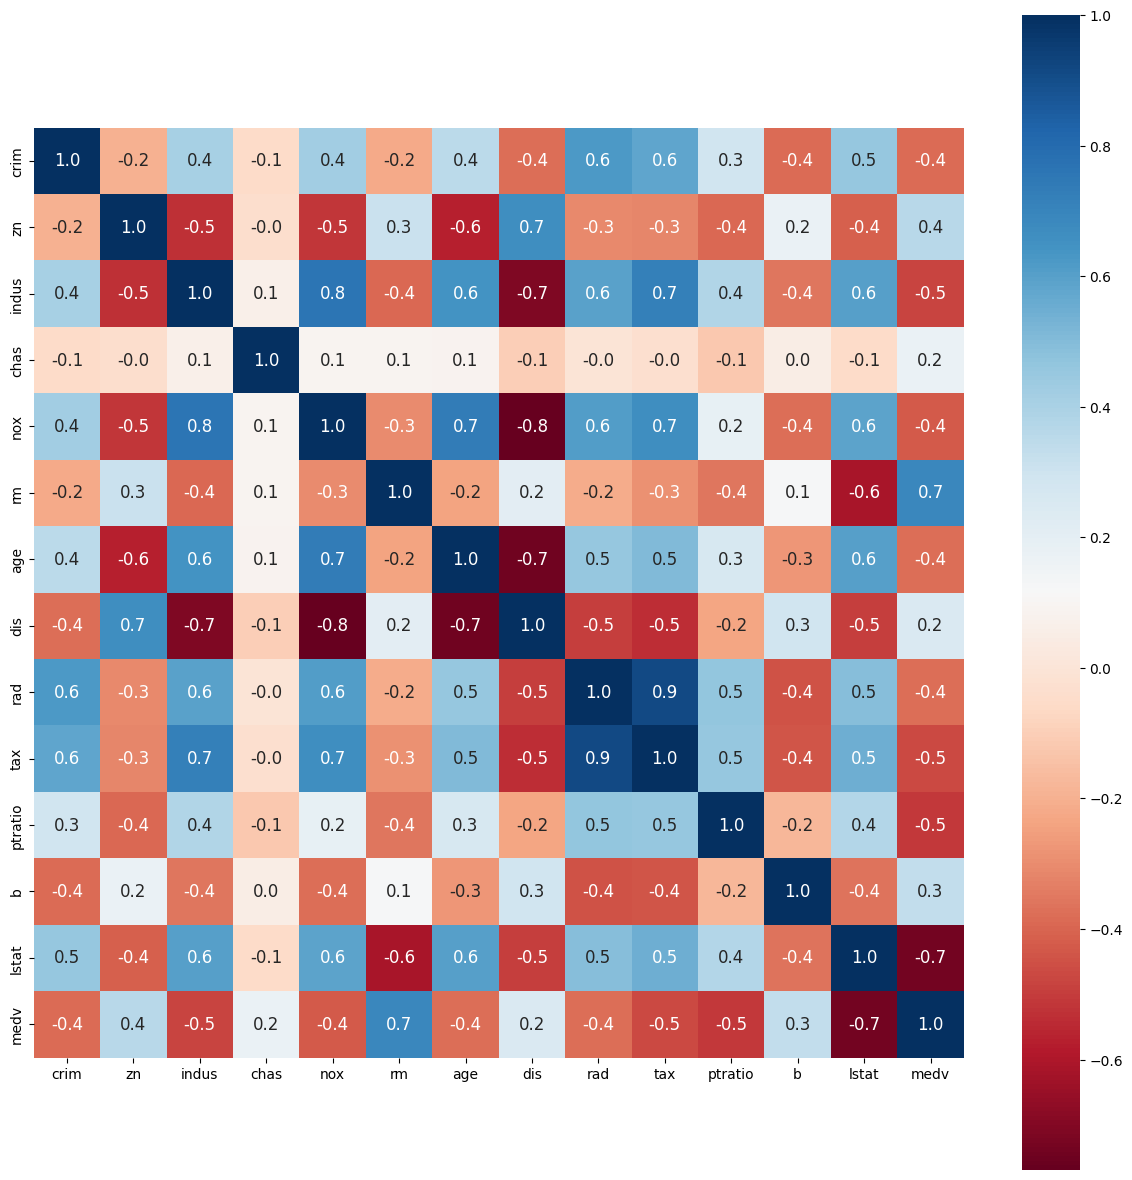 1.0
crim 1.0 -0.2 0.4 -0.1 0.4 -0.2 0.4 -0.4 0.6 0.6 0.3 -0.4 0.5 -0.4
0.8
zn -0.2 1.0 -0.5 -0.0 -0.5 0.3 -0.6 0.7 -0.3 -0.3 -0.4 0.2 -0.4 0.4
indus 0.4 -0.5 1.0 0.1 0.8 -0.4 0.6 -0.7 0.6 0.7 0.4 -0.4 0.6 -0.5
0.6
chas -0.1 -0.0 0.1 1.0 0.1 0.1 0.1 -0.1 -0.0 -0.0 -0.1 0.0 -0.1 0.2
0.4
nox 0.4 -0.5 0.8 0.1 1.0 -0.3 0.7 -0.8 0.6 0.7 0.2 -0.4 0.6 -0.4
rm -0.2 0.3 -0.4 0.1 -0.3 1.0 -0.2 0.2 -0.2 -0.3 -0.4 0.1 -0.6 0.7
0.2
age 0.4 -0.6 0.6 0.1 0.7 -0.2 1.0 -0.7 0.5 0.5 0.3 -0.3 0.6 -0.4
dis -0.4 0.7 -0.7 -0.1 -0.8 0.2 -0.7 1.0 -0.5 -0.5 -0.2 0.3 -0.5 0.2
0.0
rad 0.6 -0.3 0.6 -0.0 0.6 -0.2 0.5 -0.5 1.0 0.9 0.5 -0.4 0.5 -0.4
tax 0.6 -0.3 0.7 -0.0 0.7 -0.3 0.5 -0.5 0.9 1.0 0.5 -0.4 0.5 -0.5
−0.2
ptratio 0.3 -0.4 0.4 -0.1 0.2 -0.4 0.3 -0.2 0.5 0.5 1.0 -0.2 0.4 -0.5
b -0.4 0.2 -0.4 0.0 -0.4 0.1 -0.3 0.3 -0.4 -0.4 -0.2 1.0 -0.4 0.3
−0.4
lstat 0.5 -0.4 0.6 -0.1 0.6 -0.6 0.6 -0.5 0.5 0.5 0.4 -0.4 1.0 -0.7
medv -0.4 0.4 -0.5 0.2 -0.4 0.7 -0.4 0.2 -0.4 -0.5 -0.5 0.3 -0.7 1.0
−0.6
crim zn indus chas nox rm age dis rad tax ptratio b lstat medv